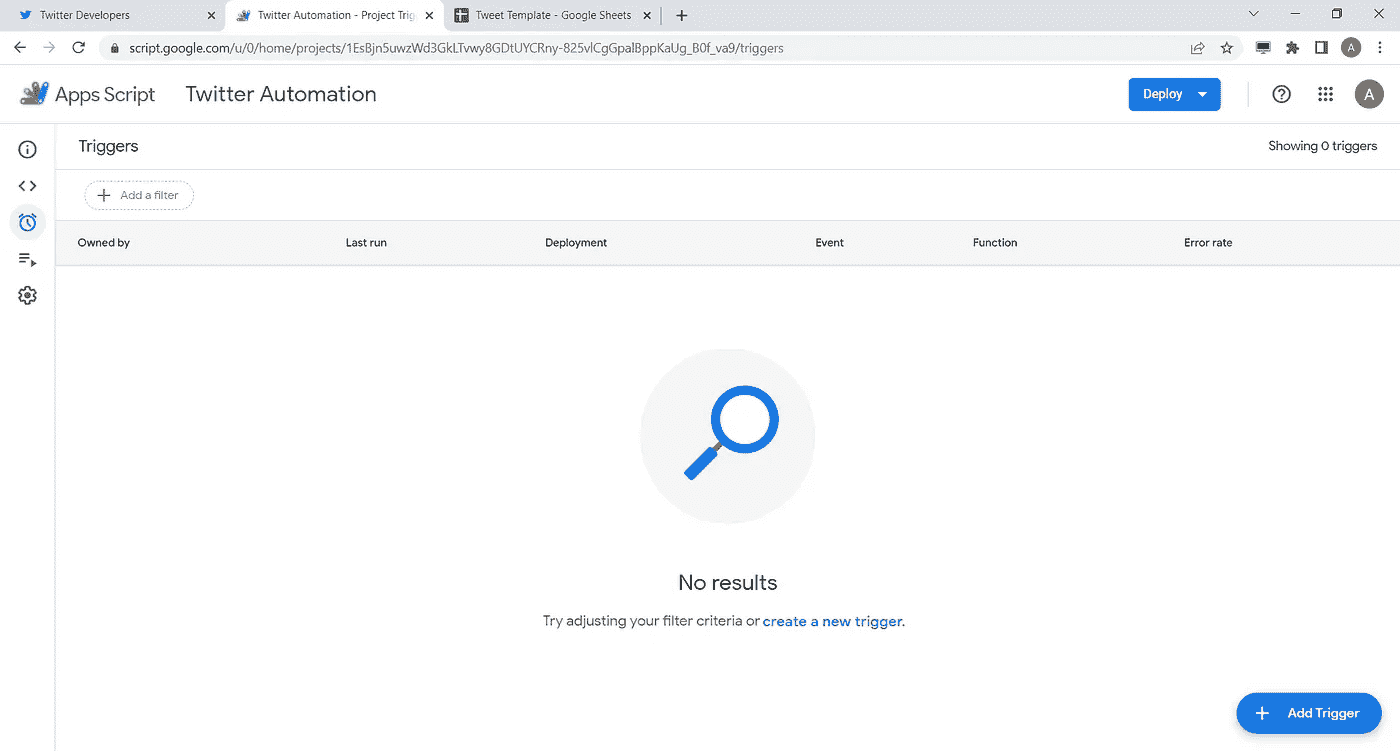 Twitter Developers
Twitter Automation - Project Trig
Tweet Template - Google Sheets
script.google.com/u/0/home/projects/1EsBjn5uwzWd3GkLTvwy8GDtUYCRny-825vlCgGpalBppKaUg_B0f_va9/triggers
A
Apps Script
Twitter Automation
Deploy
A
Triggers
Showing 0 triggers
Add a filter
Owned by Last run Deployment Event Function Error rate
No results
Try adjusting your filter criteria or create a new trigger.
Add Trigger